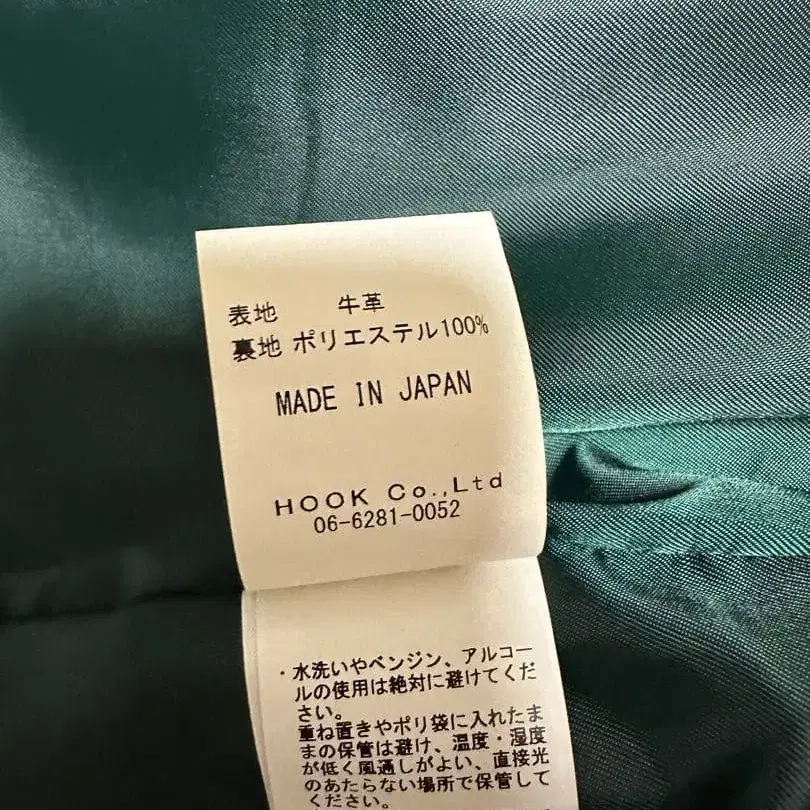 表地　　牛革
裏地 ポリエステル100%
MADE IN JAPAN
HOOK Co.,Ltd
06-6281-0052
・水洗いやベンジン、アルコー
ルの使用は絶対に避けてくだ
さい。
重ね置きやポリ袋に入れたま
まの保管は避け、温度・湿度
が低く風通しがよい、直接光
のあたらない場所で保管して
ください。